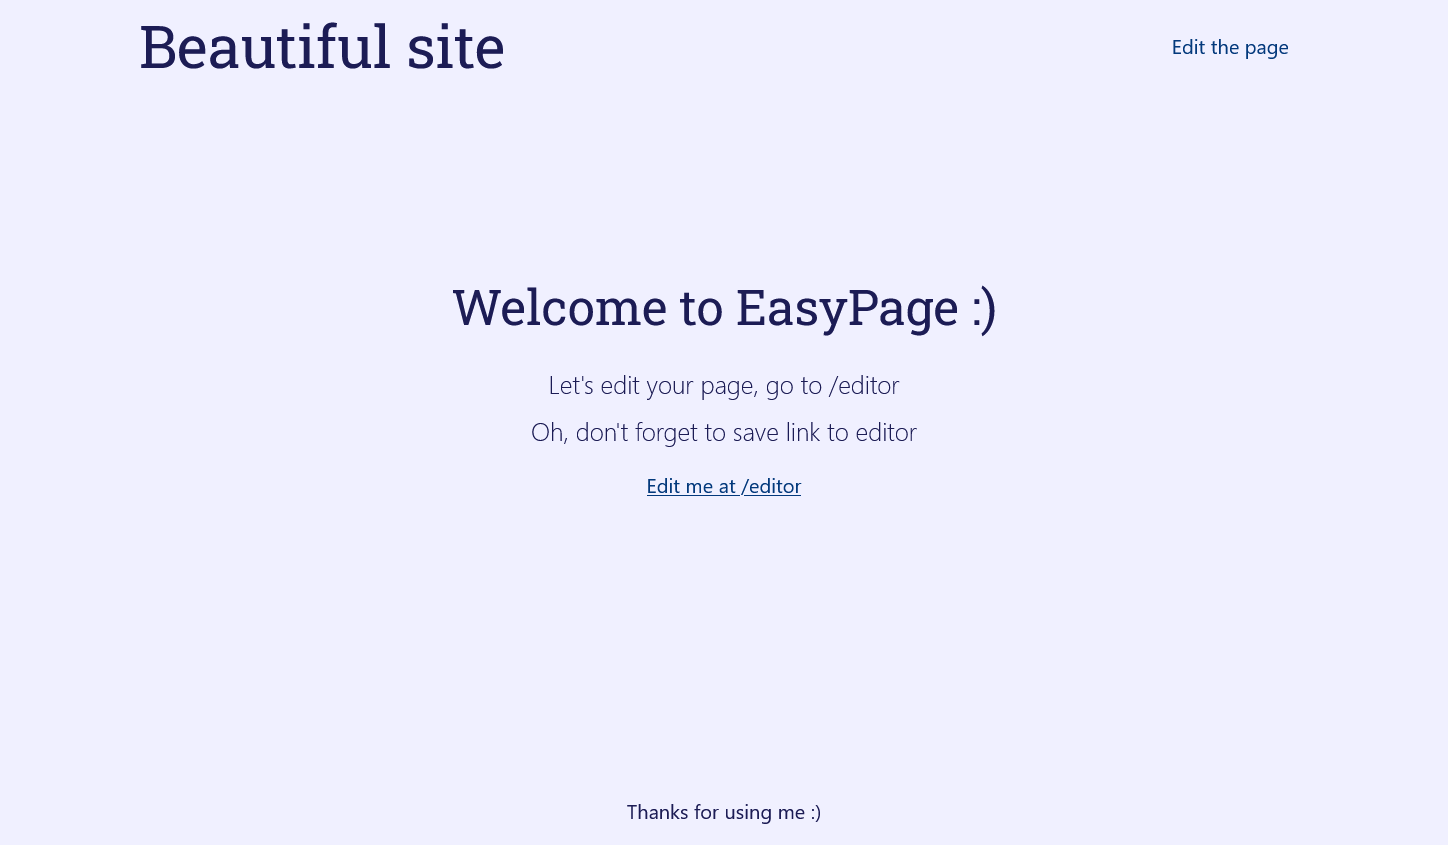 Beautiful site
Edit the page
Welcome to EasyPage :)
Let's edit your page, go to /editor
Oh, don't forget to save link to editor
Edit me at /editor
Thanks for using me :)